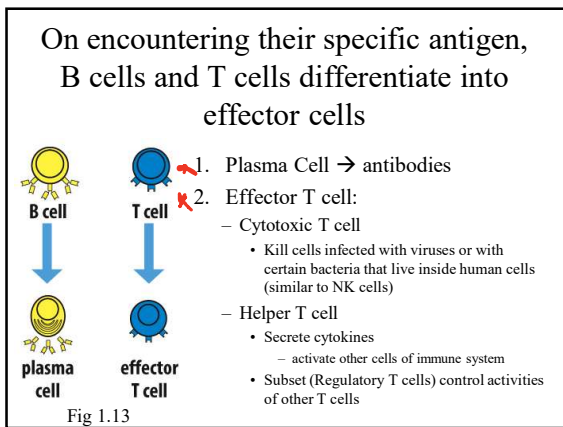 On encountering their specific antigen,
B cells and T cells differentiate into
effector cells
B cell
T cell
plasma
cell
effector
T cell
Fig 1.13
1. Plasma Cell → antibodies
2. Effector T cell:
– Cytotoxic T cell
• Kill cells infected with viruses or with
certain bacteria that live inside human cells
(similar to NK cells)
– Helper T cell
• Secrete cytokines
– activate other cells of immune system
• Subset (Regulatory T cells) control activities
of other T cells